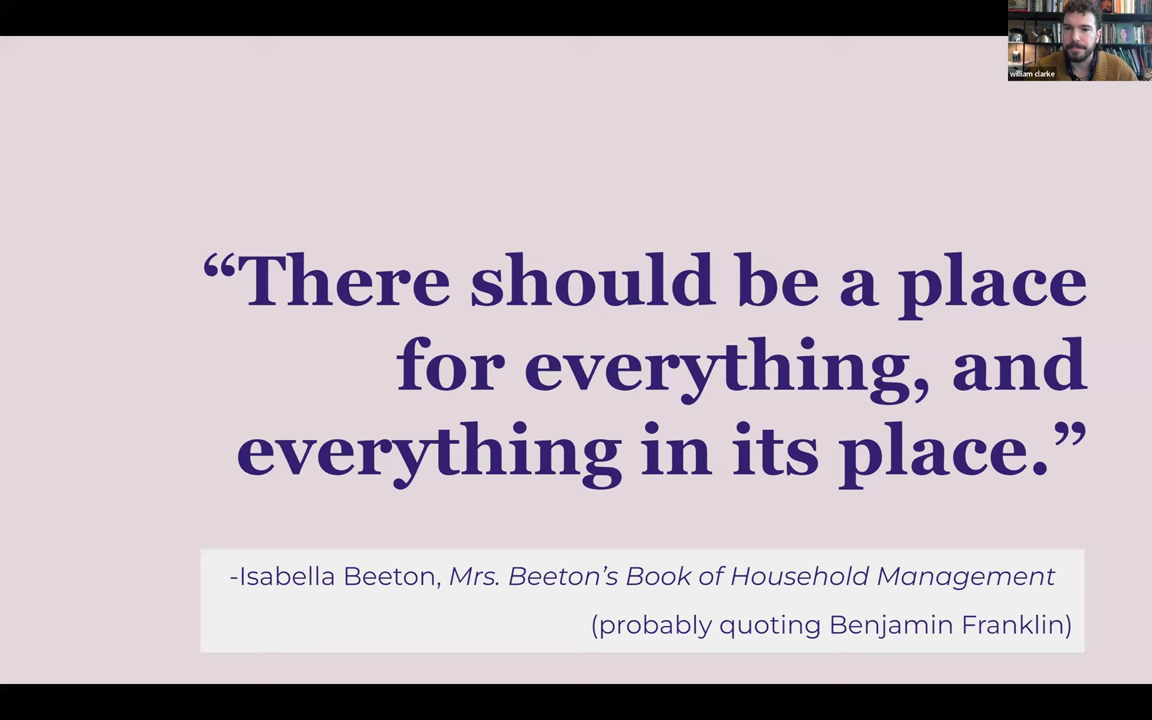 william clarke
“There should be a place
for everything, and
everything in its place.”
-Isabella Beeton, Mrs. Beeton’s Book of Household Management
(probably quoting Benjamin Franklin)